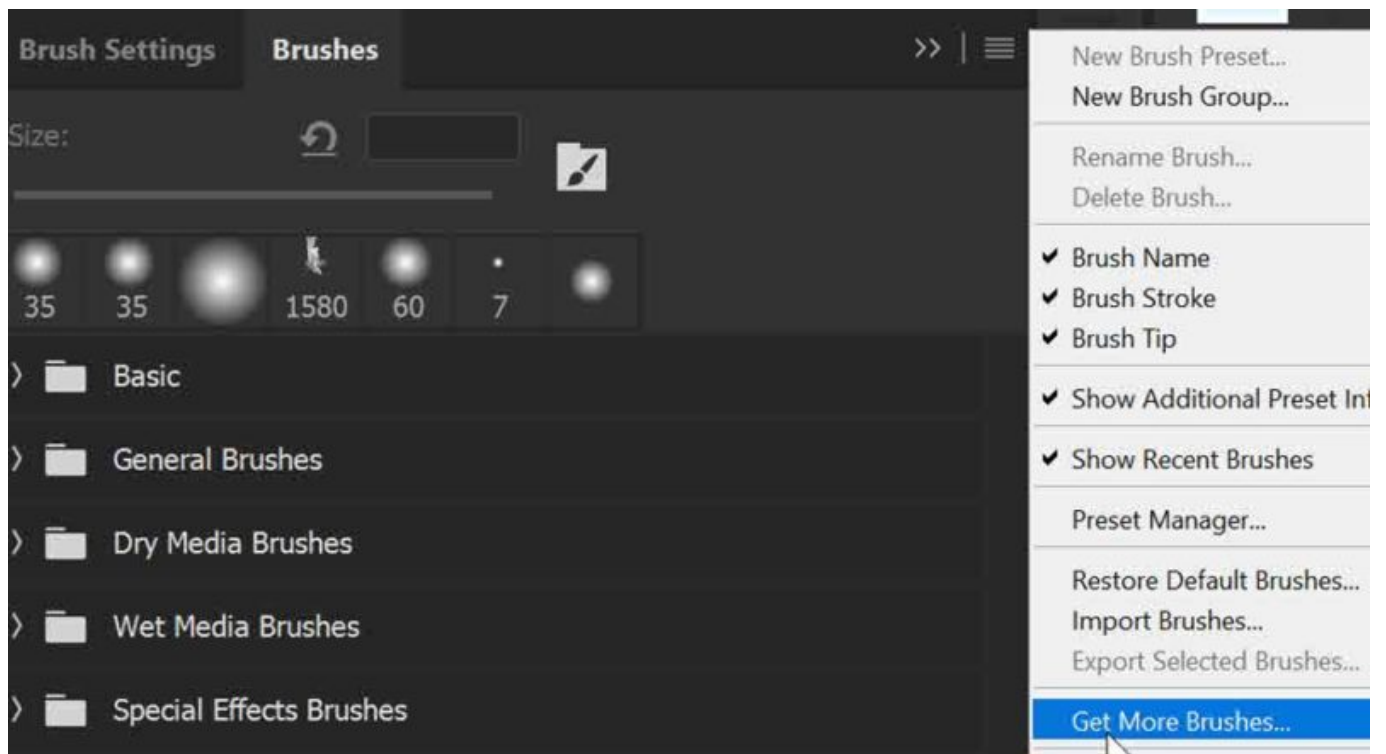 Brush Settings Brushes
Size:
35 35 1580 60 7
Basic
General Brushes
Dry Media Brushes
Wet Media Brushes
Special Effects Brushes
New Brush Preset...
New Brush Group...
Rename Brush...
Delete Brush...
Brush Name
Brush Stroke
Brush Tip
Show Additional Preset Inf
Show Recent Brushes
Preset Manager...
Restore Default Brushes...
Import Brushes...
Export Selected Brushes...
Get More Brushes...